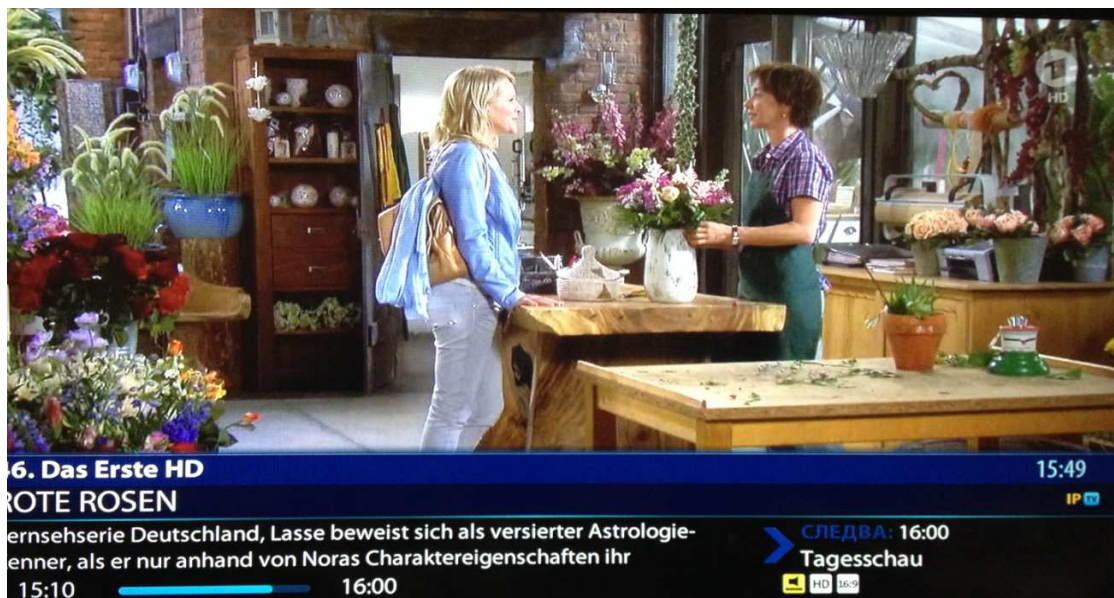 1
HD
46. Das Erste HD
15:49
ROTE ROSEN
IP TV
ernsehserie Deutschland, Lasse beweist sich als versierter Astrologie-
enner, als er nur anhand von Noras Charaktereigenschaften ihr
15:10
16:00
СЛЕДВА: 16:00
Tagesschau
HD 16:9